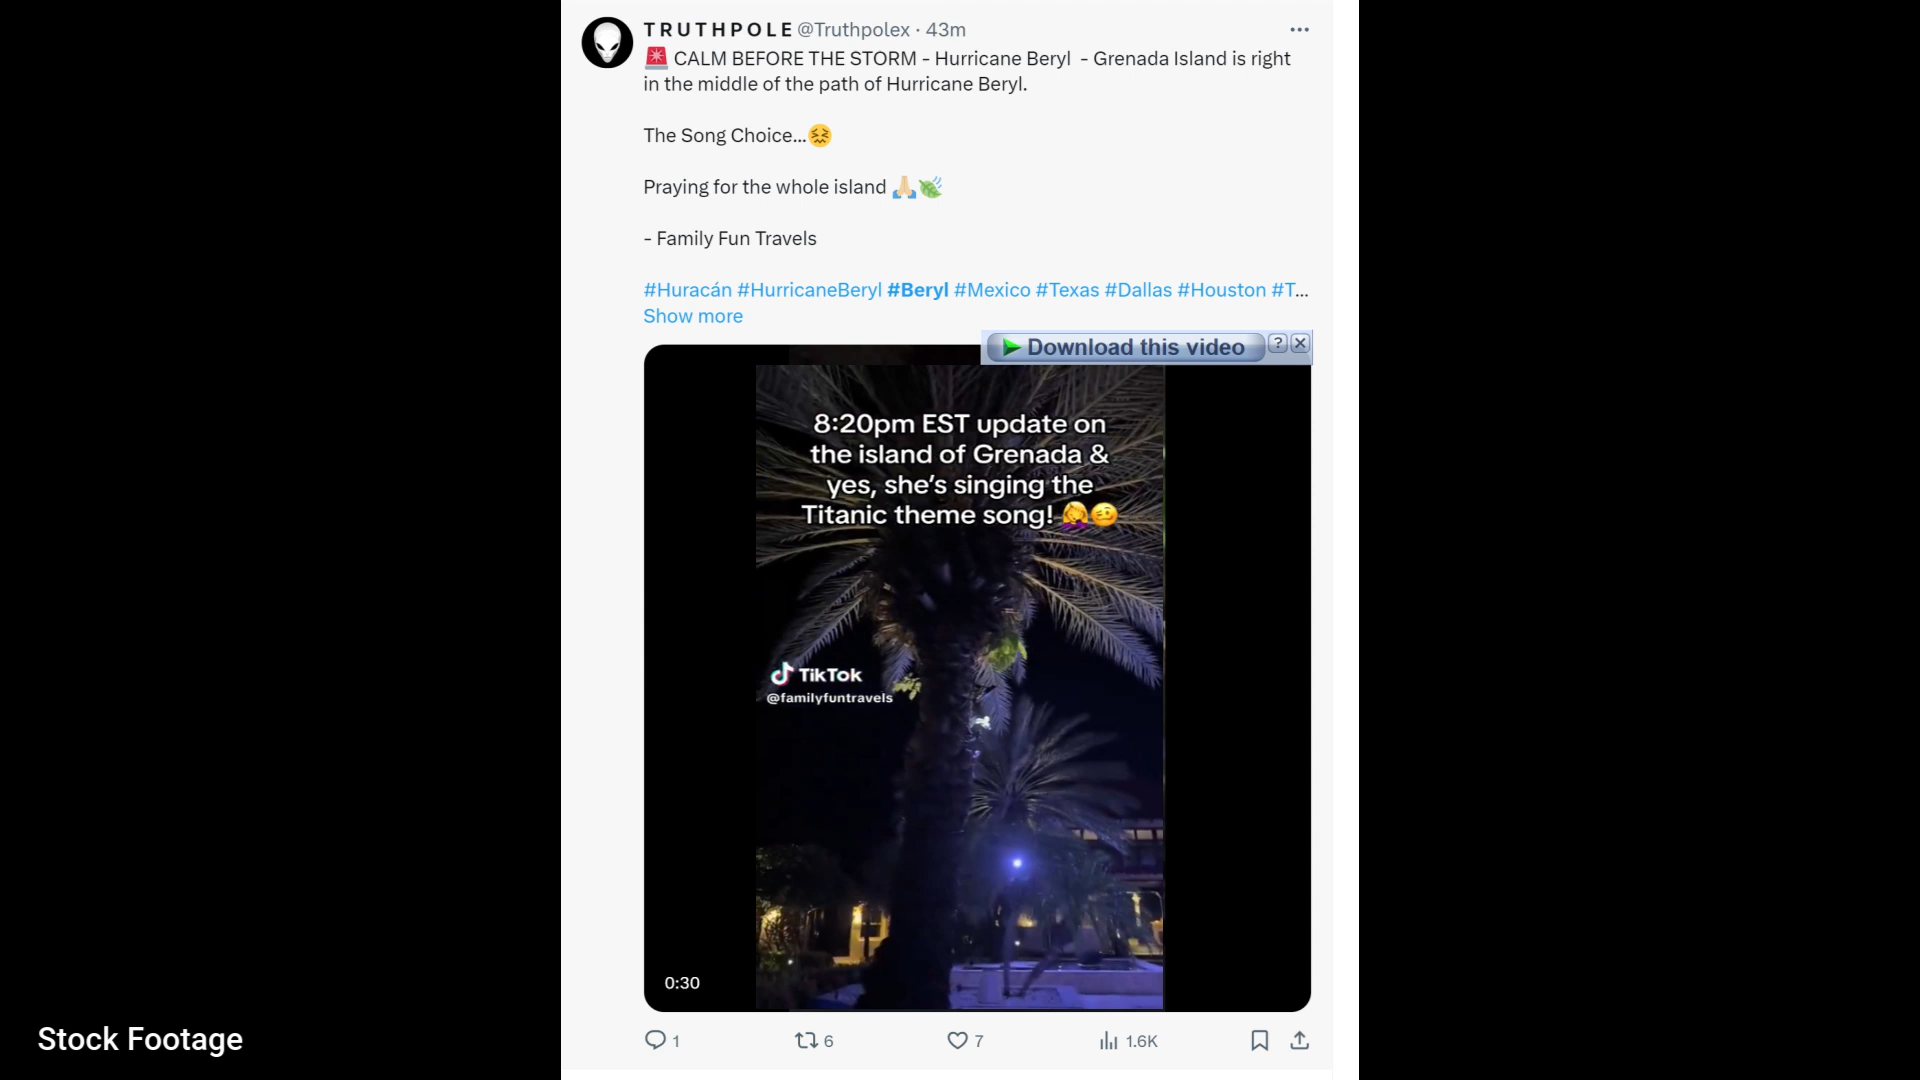 TRUTHPOLE @Truthpolex · 43m
🚨 CALM BEFORE THE STORM - Hurricane Beryl - Grenada Island is right
in the middle of the path of Hurricane Beryl.
The Song Choice...😖
Praying for the whole island 🙏🏼🍃
- Family Fun Travels
#Huracán #HurricaneBeryl #Beryl #Mexico #Texas #Dallas #Houston #T...
Show more
Download this video ?
8:20pm EST update on
the island of Grenada &
yes, she's singing the
Titanic theme song! 🤦‍♀️🥴
TikTok
@familyfuntravels
0:30
1 6 7 1.6K
Stock Footage